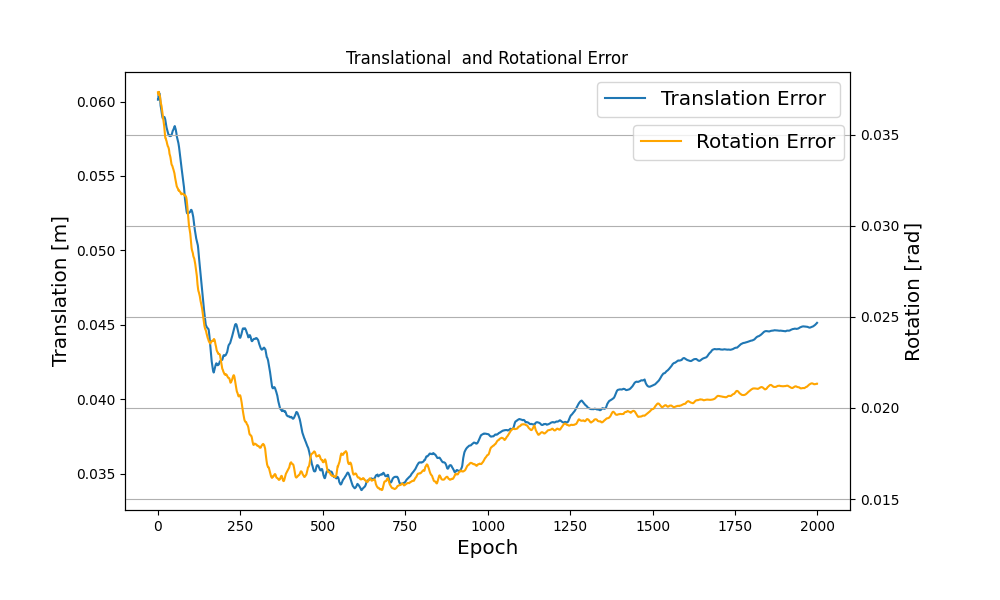 Translational  and Rotational Error
Translation Error
Rotation Error
Translation [m]
0.060
0.055
0.050
0.045
0.040
0.035
Rotation [rad]
0.035
0.030
0.025
0.020
0.015
0 250 500 750 1000 1250 1500 1750 2000
Epoch